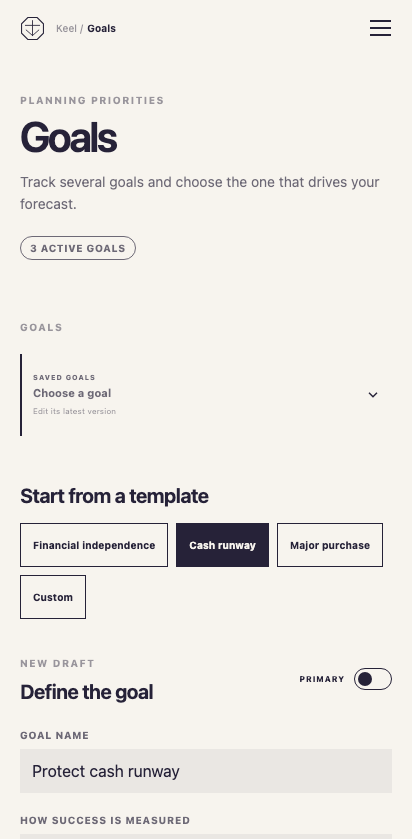 Keel / Goals
PLANNING PRIORITIES
Goals
Track several goals and choose the one that drives your
forecast.
3 ACTIVE GOALS
GOALS
SAVED GOALS
Choose a goal
Edit its latest version
Start from a template
Financial independence
Cash runway
Major purchase
Custom
NEW DRAFT
Define the goal
PRIMARY
GOAL NAME
Protect cash runway
HOW SUCCESS IS MEASURED